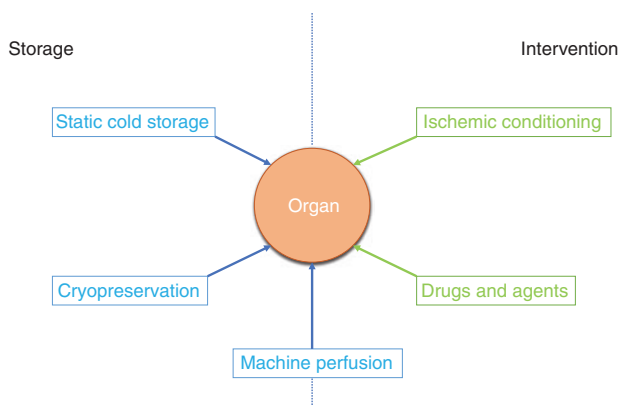 Storage
Intervention
Static cold storage
Ischemic conditioning
Organ
Cryopreservation
Drugs and agents
Machine perfusion